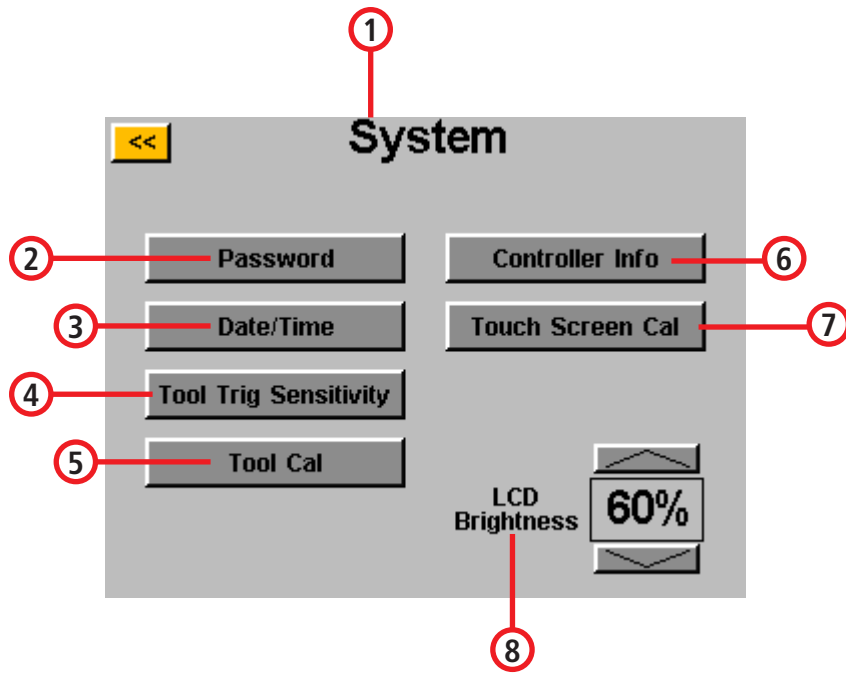 1
<< System
2 Password
Controller Info 6
3 Date/Time
Touch Screen Cal 7
4 Tool Trig Sensitivity
5 Tool Cal
LCD
Brightness
60%
8